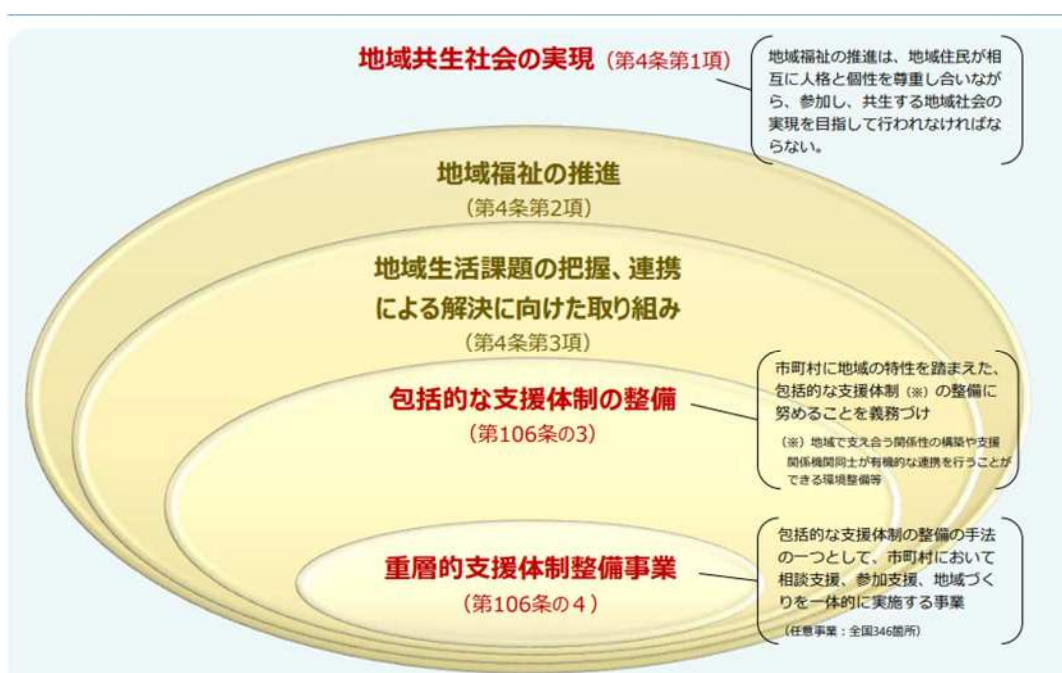 地域共生社会の実現（第4条第1項）
地域福祉の推進は、地域住民が相
互に人格と個性を尊重し合いなが
ら、参加し、共生する地域社会の
実現を目指して行われなければな
らない。
地域福祉の推進
（第4条第2項）
地域生活課題の把握、連携
による解決に向けた取り組み
（第4条第3項）
包括的な支援体制の整備
（第106条の3）
市町村に地域の特性を踏まえた、
包括的な支援体制（※）の整備に
努めることを義務づけ
（※）地域で支え合う関係性の構築や支援
関係機関同士が有機的な連携を行うことが
できる環境整備等
重層的支援体制整備事業
（第106条の４）
包括的な支援体制の整備の手法
の一つとして、市町村において
相談支援、参加支援、地域づく
りを一体的に実施する事業
（任意事業：全国346箇所）